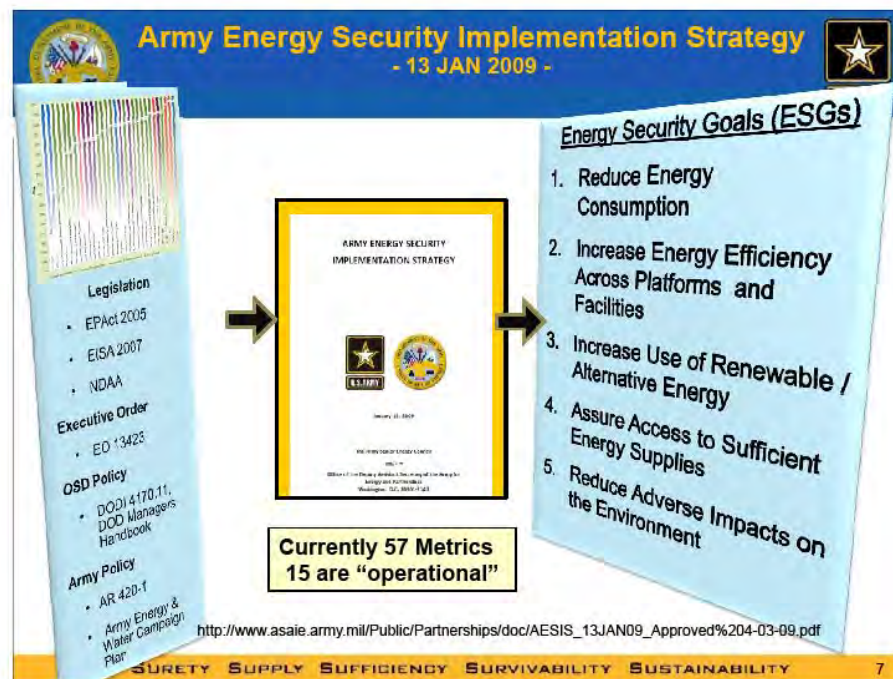 Army Energy Security Implementation Strategy
- 13 JAN 2009 -
Legislation
• EPAct 2005
• EISA 2007
• NDAA
Executive Order
• EO 13423
OSD Policy
• DODI 4170.11,
DOD Managers
Handbook
Army Policy
• AR 420-1
• Army Energy &
Water Campaign
Plan
ARMY ENERGY SECURITY
IMPLEMENTATION STRATEGY
U.S.ARMY
Currently 57 Metrics
15 are “operational”
Energy Security Goals (ESGs)
1. Reduce Energy
Consumption
2. Increase Energy Efficiency
Across Platforms and
Facilities
3. Increase Use of Renewable /
Alternative Energy
4. Assure Access to Sufficient
Energy Supplies
5. Reduce Adverse Impacts on
the Environment
http://www.asaie.army.mil/Public/Partnerships/doc/AESIS_13JAN09_Approved%204-03-09.pdf
SURETY SUPPLY SUFFICIENCY SURVIVABILITY SUSTAINABILITY 7